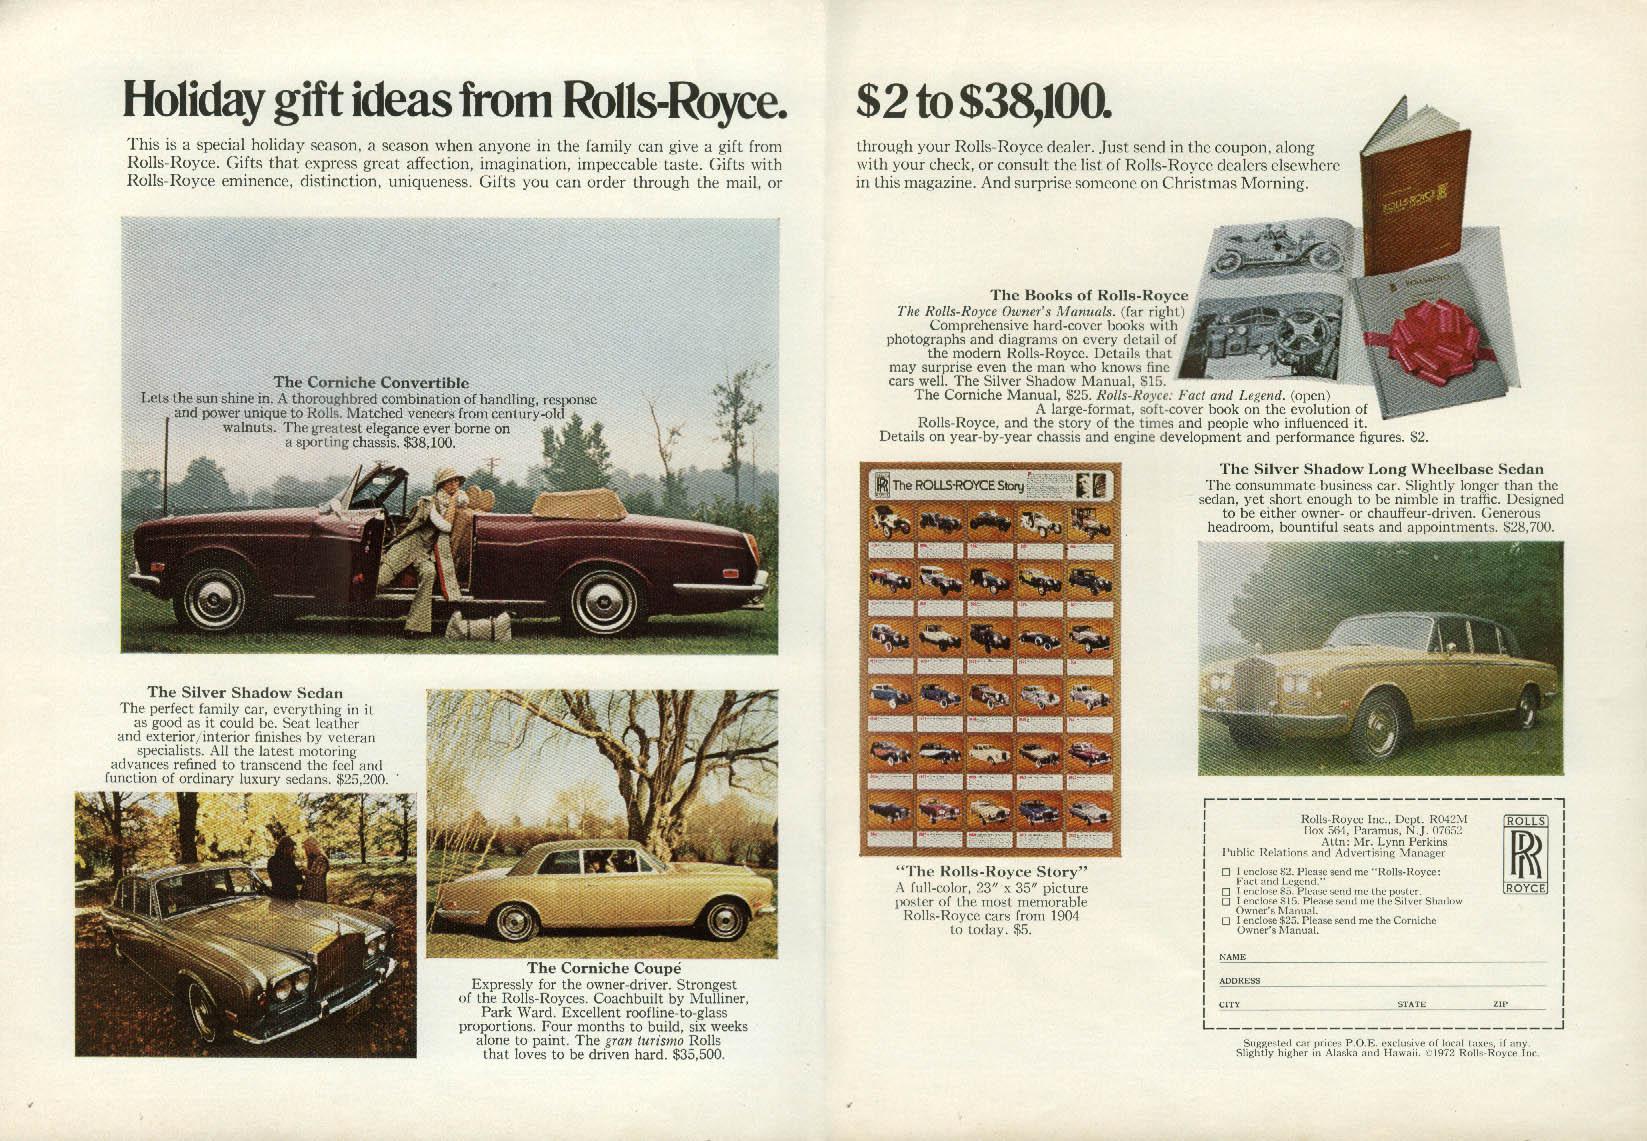 Holiday gift ideas from Rolls-Royce. $2 to $38,100.
This is a special holiday season, a season when anyone in the family can give a gift from
Rolls-Royce. Gifts that express great affection, imagination, impeccable taste. Gifts with
Rolls-Royce eminence, distinction, uniqueness. Gifts you can order through the mail, or
through your Rolls-Royce dealer. Just send in the coupon, along
with your check, or consult the list of Rolls-Royce dealers elsewhere
in this magazine. And surprise someone on Christmas Morning.
The Corniche Convertible
Lets the sun shine in. A thoroughbred combination of handling, response
and power unique to Rolls. Matched veneers from century-old
walnuts. The greatest elegance ever borne on
a sporting chassis. $38,100.
The Silver Shadow Sedan
The perfect family car, everything in it
as good as it could be. Seat leather
and exterior/interior finishes by veteran
specialists. All the latest motoring
advances refined to transcend the feel and
function of ordinary luxury sedans. $25,200.
The Corniche Coupé
Expressly for the owner-driver. Strongest
of the Rolls-Royces. Coachbuilt by Mulliner,
Park Ward. Excellent roofline-to-glass
proportions. Four months to build, six weeks
alone to paint. The gran turismo Rolls
that loves to be driven hard. $35,500.
ROLLS-ROYCE
The Books of Rolls-Royce
The Rolls-Royce Owner's Manuals. (far right)
Comprehensive hard-cover books with
photographs and diagrams on every detail of
the modern Rolls-Royce. Details that
may surprise even the man who knows fine
cars well. The Silver Shadow Manual, $15.
The Corniche Manual, $25. Rolls-Royce: Fact and Legend. (open)
A large-format, soft-cover book on the evolution of
Rolls-Royce, and the story of the times and people who influenced it.
Details on year-by-year chassis and engine development and performance figures. $2.
The ROLLS-ROYCE Story
"The Rolls-Royce Story"
A full-color, 23" x 35" picture
poster of the most memorable
Rolls-Royce cars from 1904
to today. $5.
The Silver Shadow Long Wheelbase Sedan
The consummate business car. Slightly longer than the
sedan, yet short enough to be nimble in traffic. Designed
to be either owner- or chauffeur-driven. Generous
headroom, bountiful seats and appointments. $28,700.
Rolls-Royce Inc., Dept. R042M
Box 564, Paramus, N.J. 07652
Attn: Mr. Lynn Perkins
Public Relations and Advertising Manager
ROLLS
RR
ROYCE
I enclose $2. Please send me "Rolls-Royce:
Fact and Legend."
I enclose $5. Please send me the poster.
I enclose $15. Please send me the Silver Shadow
Owner's Manual.
I enclose $25. Please send me the Corniche
Owner's Manual.
NAME
ADDRESS
CITY STATE ZIP
Suggested car prices P.O.E. exclusive of local taxes, if any.
Slightly higher in Alaska and Hawaii. ©1972 Rolls-Royce Inc.